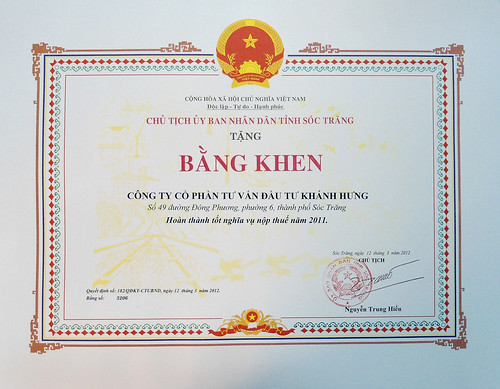 CỘNG HÒA XÃ HỘI CHỦ NGHĨA VIỆT NAM
Độc lập - Tự do - Hạnh phúc
CHỦ TỊCH ỦY BAN NHÂN DÂN TỈNH SÓC TRĂNG
TẶNG
BẰNG KHEN
CÔNG TY CỔ PHẦN TƯ VẤN ĐẦU TƯ KHÁNH HƯNG
Số 49 đường Đông Phương, phường 6, thành phố Sóc Trăng
Hoàn thành tốt nghĩa vụ nộp thuế năm 2011.
Sóc Trăng, ngày 12 tháng 3 năm 2012
CHỦ TỊCH
Quyết định số: 182/QĐKT-CTUBND, ngày 12 tháng 3 năm 2012.
Bảng số: 3206
Nguyễn Trung Hiếu